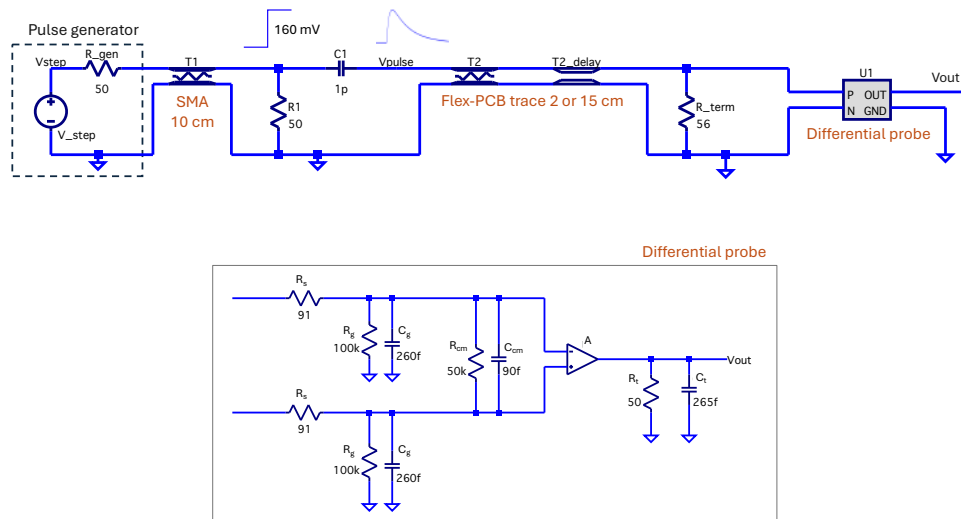 Pulse generator
160 mV
Vstep
R_gen
50
V_step
T1
SMA
10 cm
R1
50
C1
1p
Vpulse
T2
T2_delay
Flex-PCB trace 2 or 15 cm
R_term
56
U1
P OUT
N GND
Vout
Differential probe
Differential probe
Rs
91
Rg
100k
Cg
260f
Rcm
50k
Ccm
90f
A
-
+
Vout
Rt
50
Ct
265f
Rs
91
Rg
100k
Cg
260f